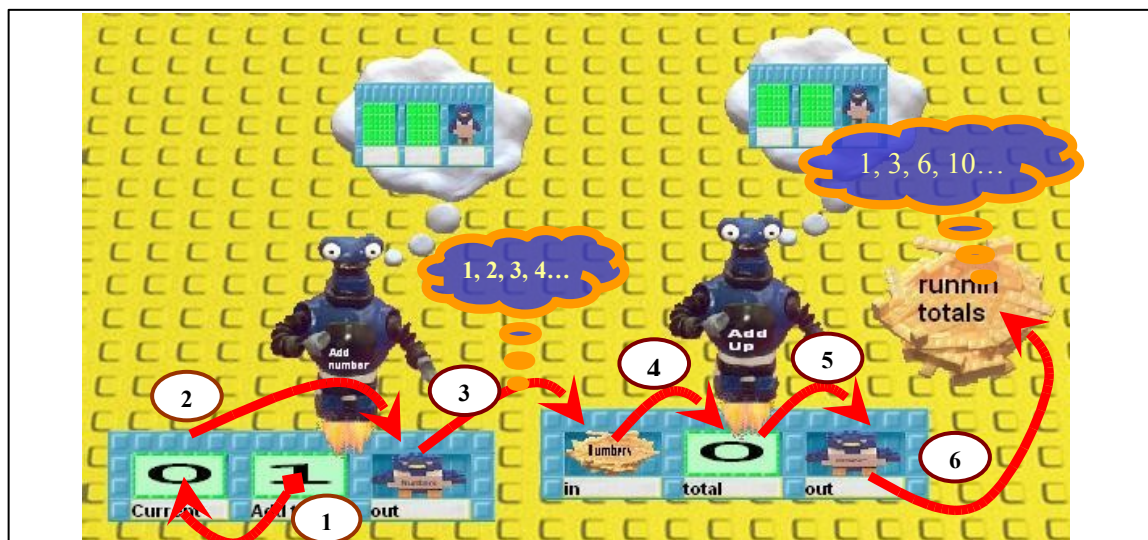 1, 3, 6, 10…
1, 2, 3, 4…
runnin
totals
Add
number
Add
Up
2
3
4
5
6
1
0
1
Numbers
Current
out
0
in
total
out